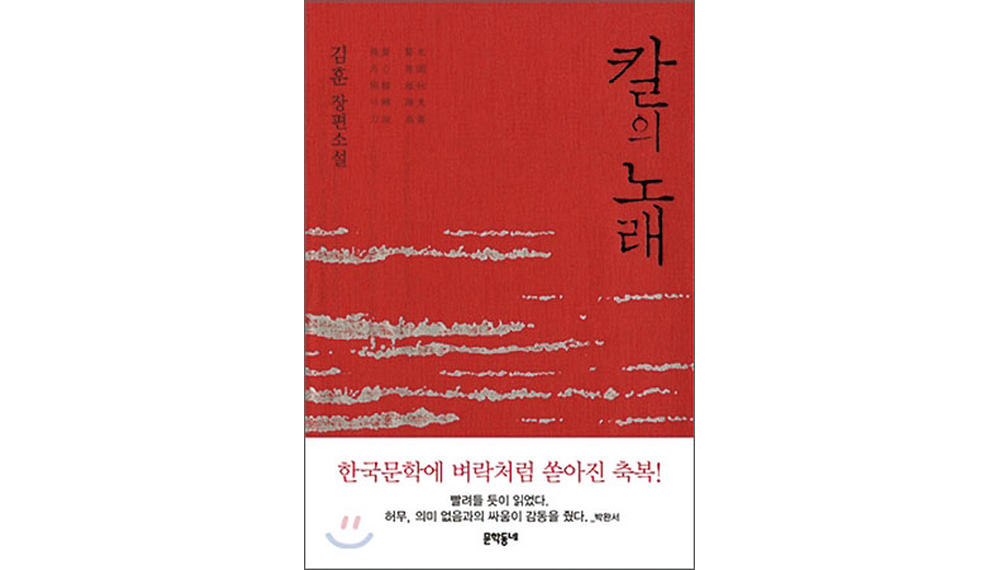 칼의 노래
김훈 장편소설
한국문학에 벼락처럼 쏟아진 축복!
빨려들 듯이 읽었다.
허무, 의미 없음과의 싸움이 감동을 줬다. _박완서
문학동네